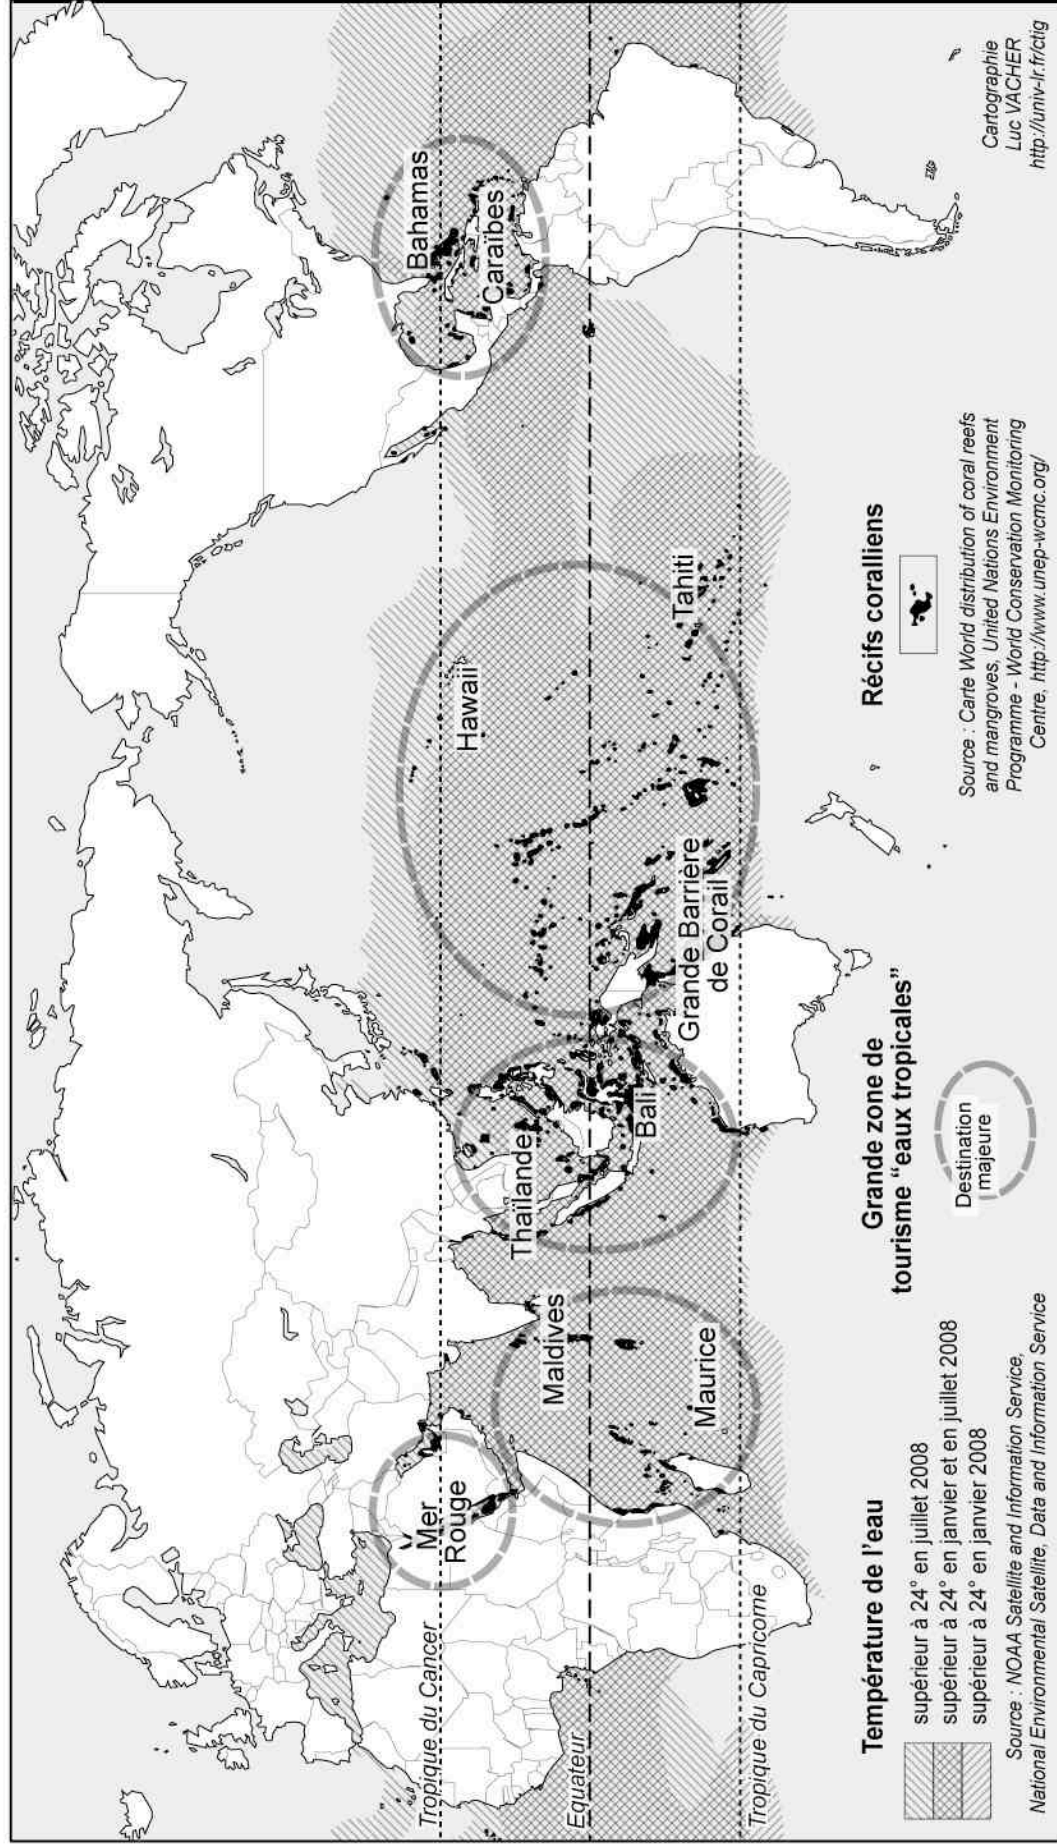 Bahamas
Caraïbes
Hawaii
Tahiti
Grande Barrière
de Corail
Thaïlande
Bali
Maldives
Maurice
Mer
Rouge
Tropique du Cancer
Equateur
Tropique du Capricorne
Température de l'eau
supérieur à 24° en juillet 2008
supérieur à 24° en janvier et en juillet 2008
supérieur à 24° en janvier 2008
Source : NOAA Satellite and Information Service,
National Environmental Satellite, Data and Information Service
Grande zone de
tourisme "eaux tropicales"
Destination
majeure
Récifs coralliens
Source : Carte World distribution of coral reefs
and mangroves, United Nations Environment
Programme - World Conservation Monitoring
Centre, http://www.unep-wcmc.org/
Cartographie
Luc VACHER
http://univ-lr.fr/ctig